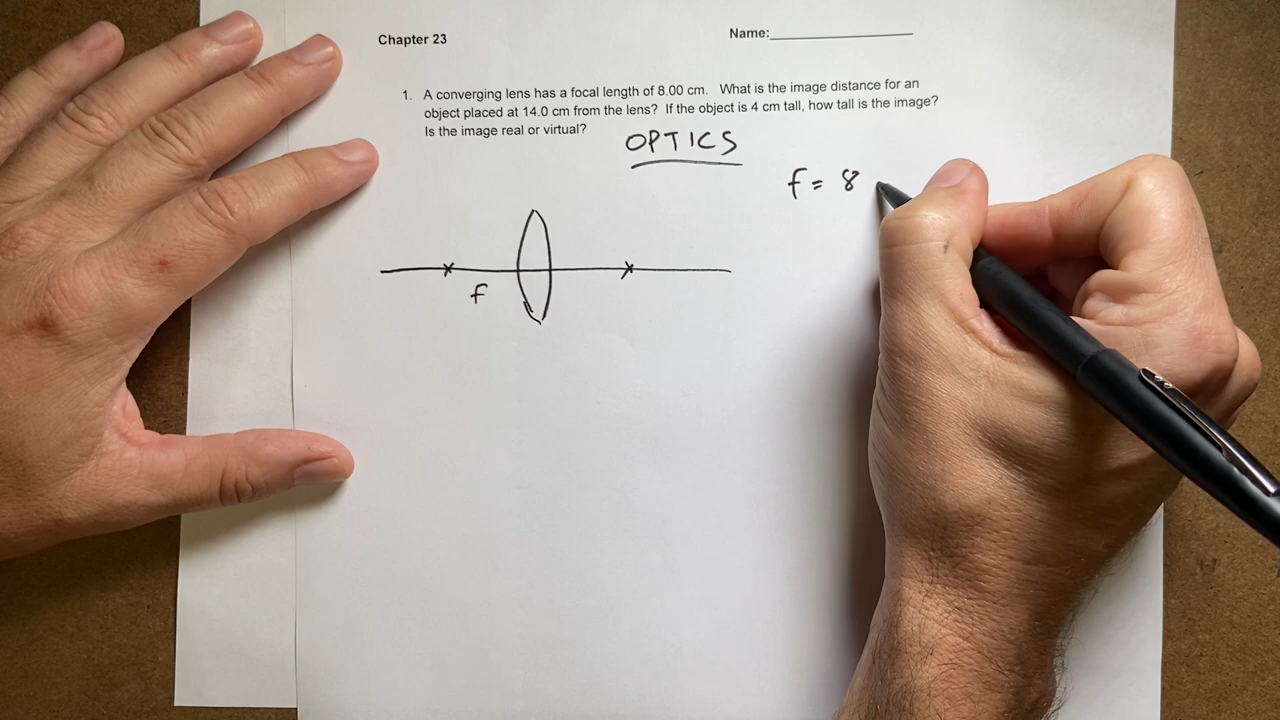 Chapter 23 Name:
1. A converging lens has a focal length of 8.00 cm. What is the image distance for an
object placed at 14.0 cm from the lens? If the object is 4 cm tall, how tall is the image?
Is the image real or virtual?
OPTICS
f = 8
f